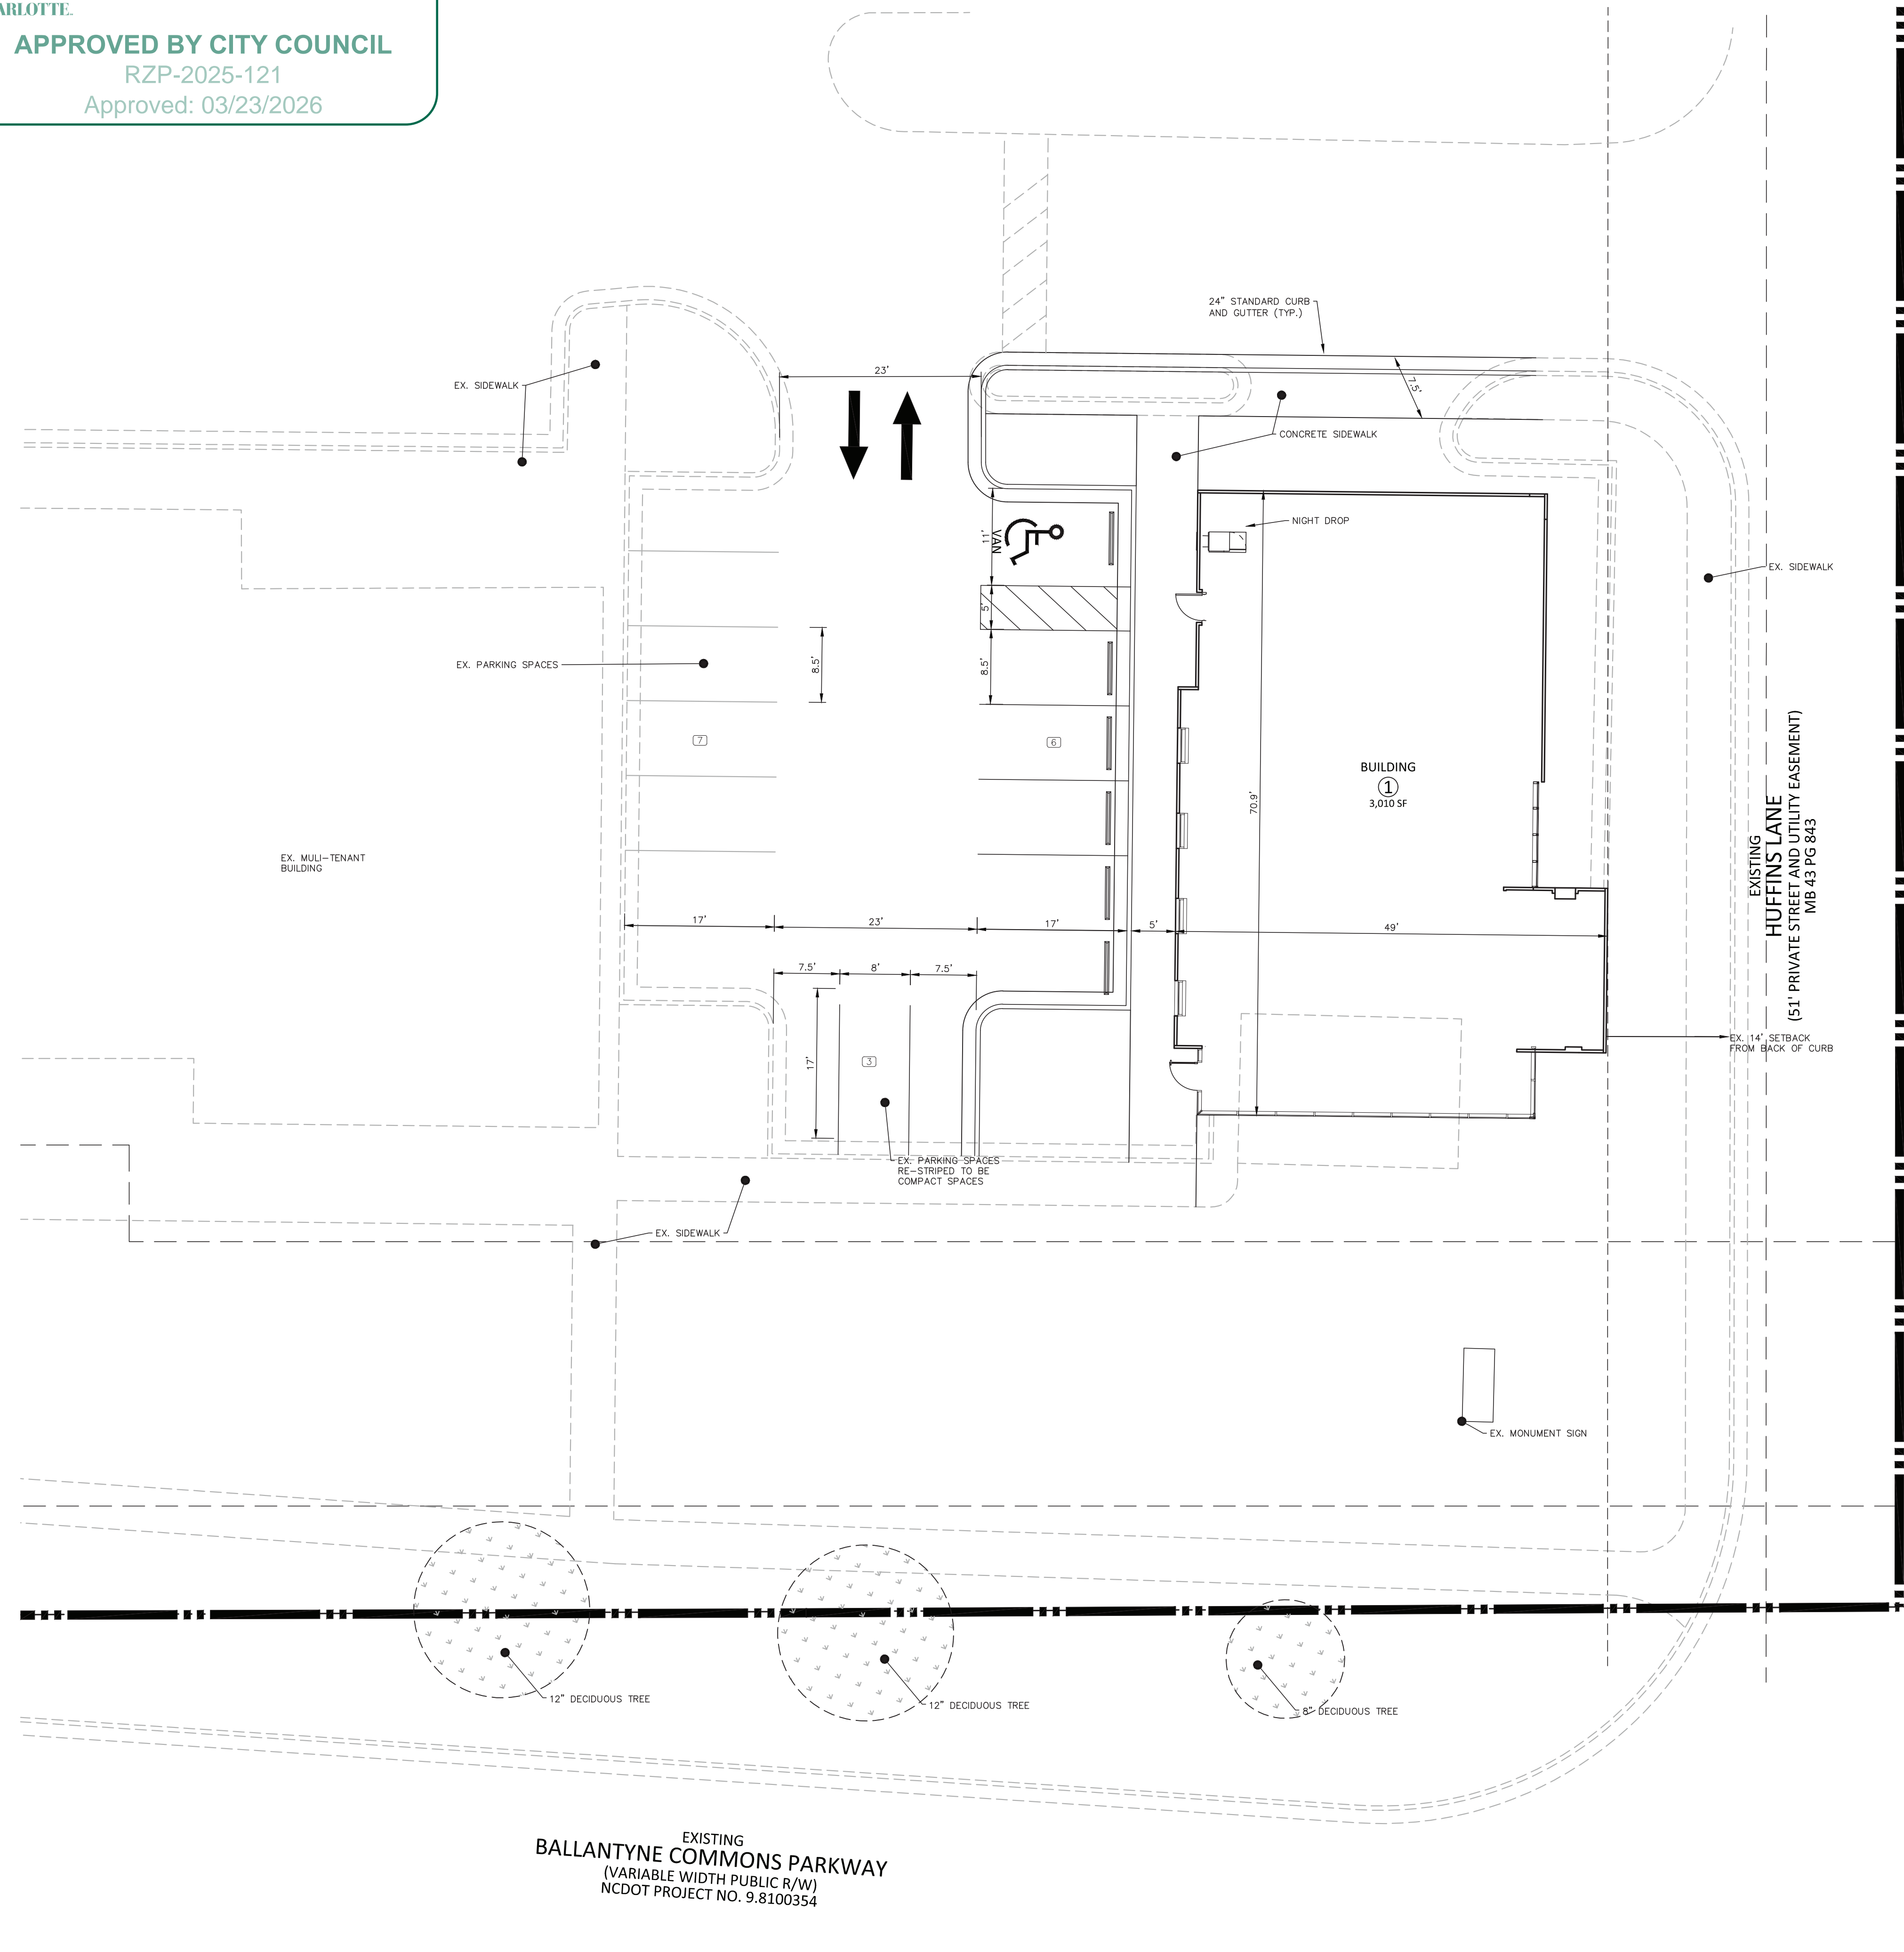 APPROVED BY CITY COUNCIL
RZP-2025-121
Approved: 03/23/2026
24" STANDARD CURB
AND GUTTER (TYP.)
23'
7.5'
EX. SIDEWALK
CONCRETE SIDEWALK
NIGHT DROP
11'
VAN
EX. SIDEWALK
5'
EX. PARKING SPACES
8.5'
8.5'
7
6
BUILDING
1
3,010 SF
70.9'
EXISTING
HUFFINS LANE
(51' PRIVATE STREET AND UTILITY EASEMENT)
MB 43 PG 843
EX. MULI-TENANT
BUILDING
17'
23'
17'
5'
49'
7.5'
8'
7.5'
EX. 14' SETBACK
FROM BACK OF CURB
17'
3
EX. PARKING SPACES
RE-STRIPED TO BE
COMPACT SPACES
EX. SIDEWALK
EX. MONUMENT SIGN
12" DECIDUOUS TREE
12" DECIDUOUS TREE
8" DECIDUOUS TREE
EXISTING
BALLANTYNE COMMONS PARKWAY
(VARIABLE WIDTH PUBLIC R/W)
NCDOT PROJECT NO. 9.8100354